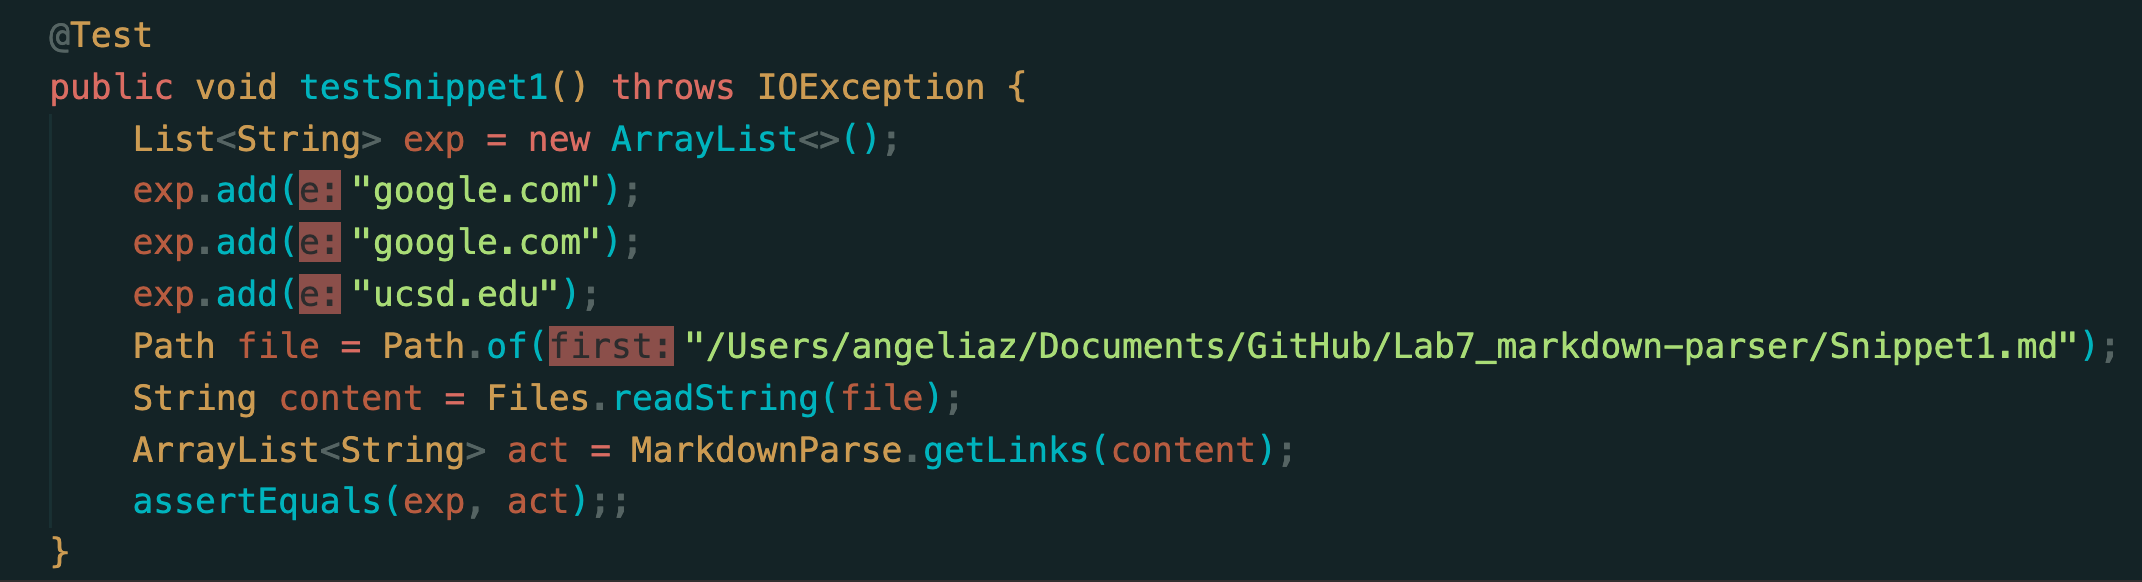 @Test
public void testSnippet1() throws IOException {
    List<String> exp = new ArrayList<>();
    exp.add(e: "google.com");
    exp.add(e: "google.com");
    exp.add(e: "ucsd.edu");
    Path file = Path.of(first: "/Users/angeliaz/Documents/GitHub/Lab7_markdown-parser/Snippet1.md");
    String content = Files.readString(file);
    ArrayList<String> act = MarkdownParse.getLinks(content);
    assertEquals(exp, act);;
}